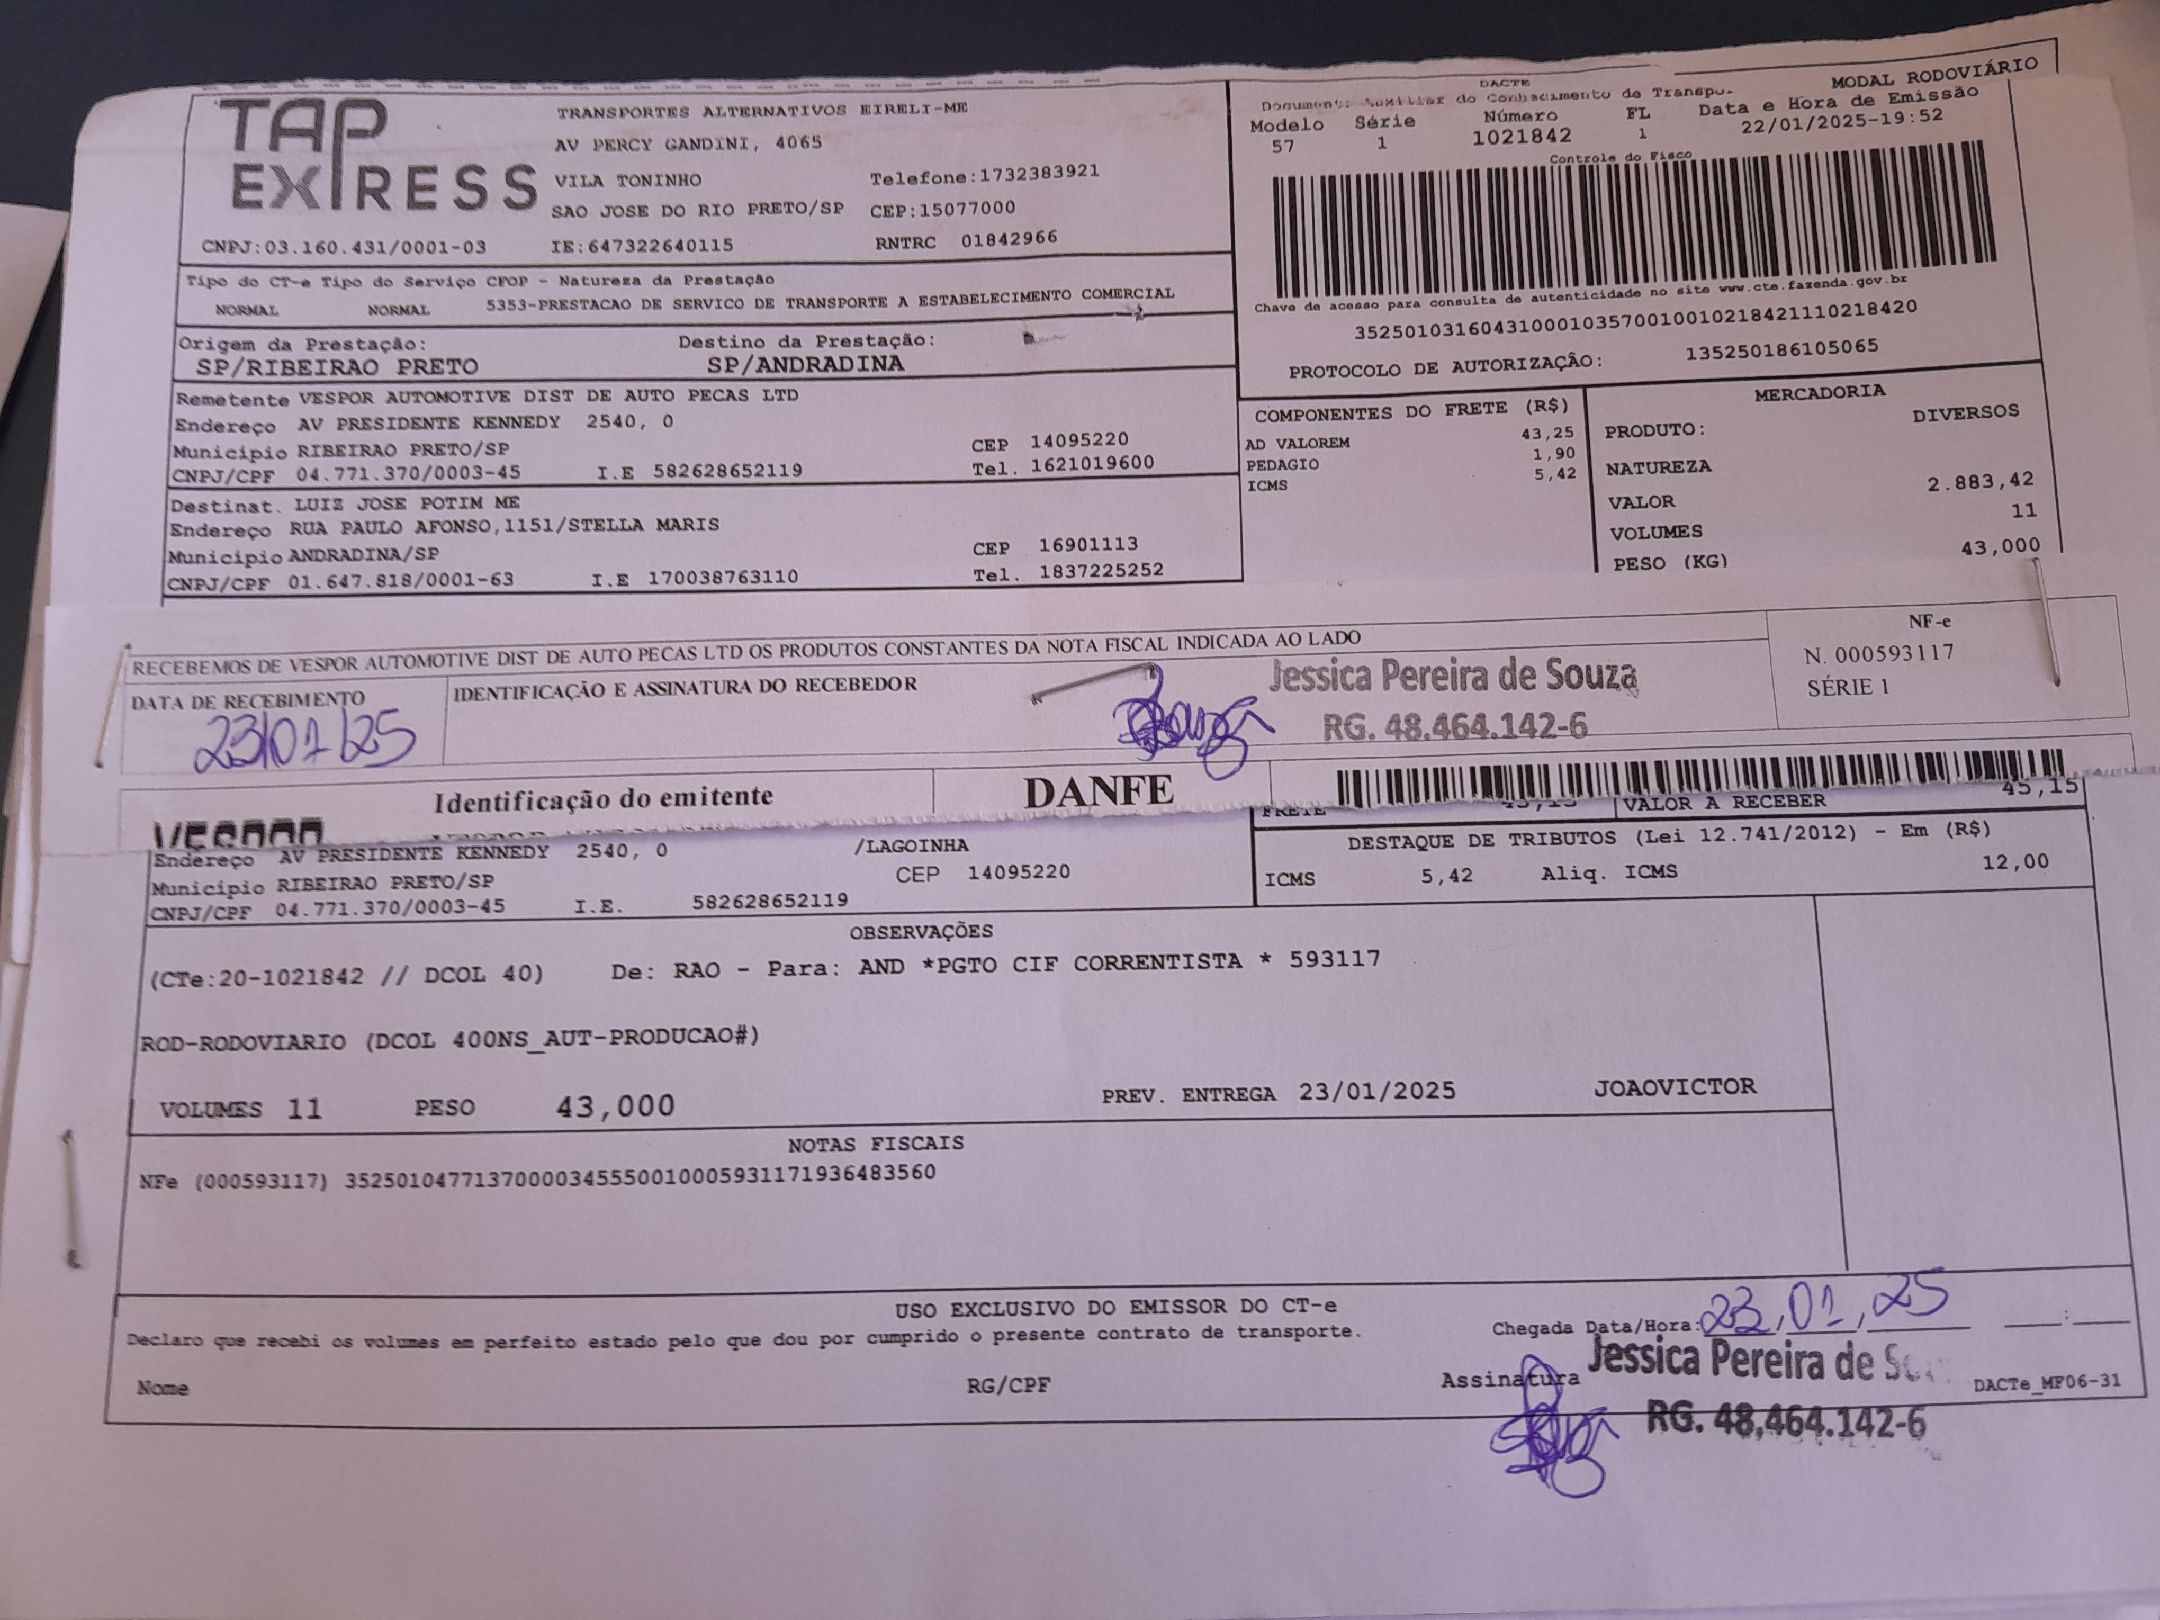 TAP EXPRESS
TRANSPORTES ALTERNATIVOS EIRELI-ME
AV PERCY GANDINI, 4065
VILA TONINHO Telefone:1732383921
SAO JOSE DO RIO PRETO/SP CEP:15077000
CNPJ:03.160.431/0001-03 IE:647322640115 RNTRC 01842966
DACTE MODAL RODOVIÁRIO
Auxiliar do Conhecimento de
Modelo Série Número FL Data e Hora de Emissão
57 1 1021842 1 22/01/2025-19:52
Controle do Fisco
Chave de acesso para consulta de autenticidade no site www.cte.fazenda.gov.br
35250103160431000103570010010218421110218420
PROTOCOLO DE AUTORIZAÇÃO: 135250186105065
Tipo do CT-e Tipo do Serviço CFOP - Natureza da Prestação
NORMAL NORMAL 5353-PRESTACAO DE SERVICO DE TRANSPORTE A ESTABELECIMENTO COMERCIAL
Origem da Prestação: Destino da Prestação:
SP/RIBEIRAO PRETO SP/ANDRADINA
Remetente VESPOR AUTOMOTIVE DIST DE AUTO PECAS LTD
Endereço AV PRESIDENTE KENNEDY 2540, 0
Município RIBEIRAO PRETO/SP CEP 14095220
CNPJ/CPF 04.771.370/0003-45 I.E 582628652119 Tel. 1621019600
Destinat. LUIZ JOSE POTIM ME
Endereço RUA PAULO AFONSO,1151/STELLA MARIS
Município ANDRADINA/SP CEP 16901113
CNPJ/CPF 01.647.818/0001-63 I.E 170038763110 Tel. 1837225252
COMPONENTES DO FRETE (R$)
AD VALOREM 43,25
PEDAGIO 1,90
ICMS 5,42
MERCADORIA
PRODUTO: DIVERSOS
NATUREZA
VALOR 2.883,42
VOLUMES 11
PESO (KG) 43,000
RECEBEMOS DE VESPOR AUTOMOTIVE DIST DE AUTO PECAS LTD OS PRODUTOS CONSTANTES DA NOTA FISCAL INDICADA AO LADO
DATA DE RECEBIMENTO IDENTIFICAÇÃO E ASSINATURA DO RECEBEDOR
23/01/25
Jessica Pereira de Souza
RG. 48.464.142-6
NF-e
N. 000593117
SÉRIE 1
Identificação do emitente DANFE
FRETE 45,15 VALOR A RECEBER 45,15
Endereço AV PRESIDENTE KENNEDY 2540, 0 /LAGOINHA
Município RIBEIRAO PRETO/SP CEP 14095220
CNPJ/CPF 04.771.370/0003-45 I.E. 582628652119
DESTAQUE DE TRIBUTOS (Lei 12.741/2012) - Em (R$)
ICMS 5,42 Aliq. ICMS 12,00
OBSERVAÇÕES
(CTe:20-1021842 // DCOL 40) De: RAO - Para: AND *PGTO CIF CORRENTISTA * 593117
ROD-RODOVIARIO (DCOL 400NS_AUT-PRODUCAO#)
VOLUMES 11 PESO 43,000 PREV. ENTREGA 23/01/2025 JOAOVICTOR
NOTAS FISCAIS
NFe (000593117) 35250104771370000345550010005931171936483560
USO EXCLUSIVO DO EMISSOR DO CT-e
Declaro que recebi os volumes em perfeito estado pelo que dou por cumprido o presente contrato de transporte.
Chegada Data/Hora: 23,01,25 :
Nome RG/CPF Assinatura
Jessica Pereira de
DACTe_MF06-31
RG. 48,464.142-6